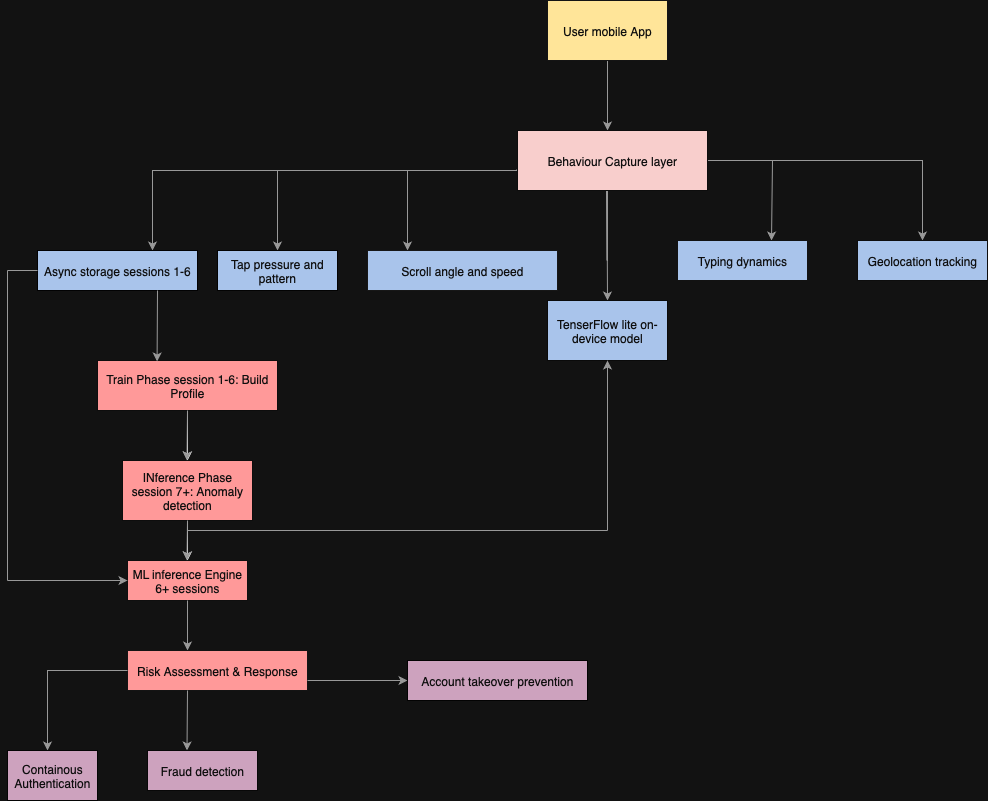 User mobile App
Behaviour Capture layer
Async storage sessions 1-6
Tap pressure and
pattern
Scroll angle and speed
Typing dynamics
Geolocation tracking
TenserFlow lite on-
device model
Train Phase session 1-6: Build
Profile
INference Phase
session 7+: Anomaly
detection
ML inference Engine
6+ sessions
Risk Assessment & Response
Account takeover prevention
Containous
Authentication
Fraud detection